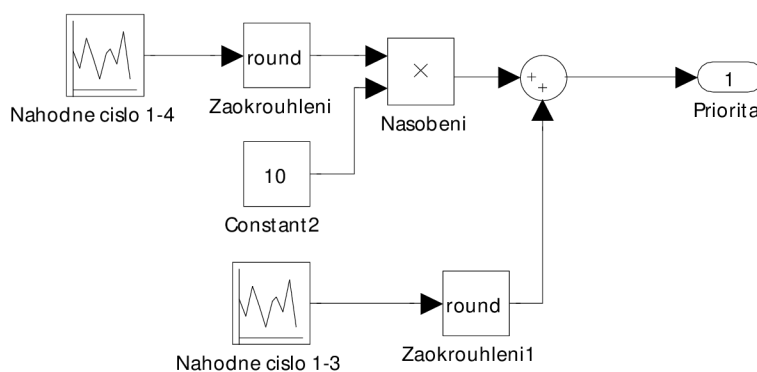 round
×
1
Nahodne cislo 1-4
Zaokrouhleni
Nasobeni
Priorita
10
Constant2
round
Nahodne cislo 1-3
Zaokrouhleni1